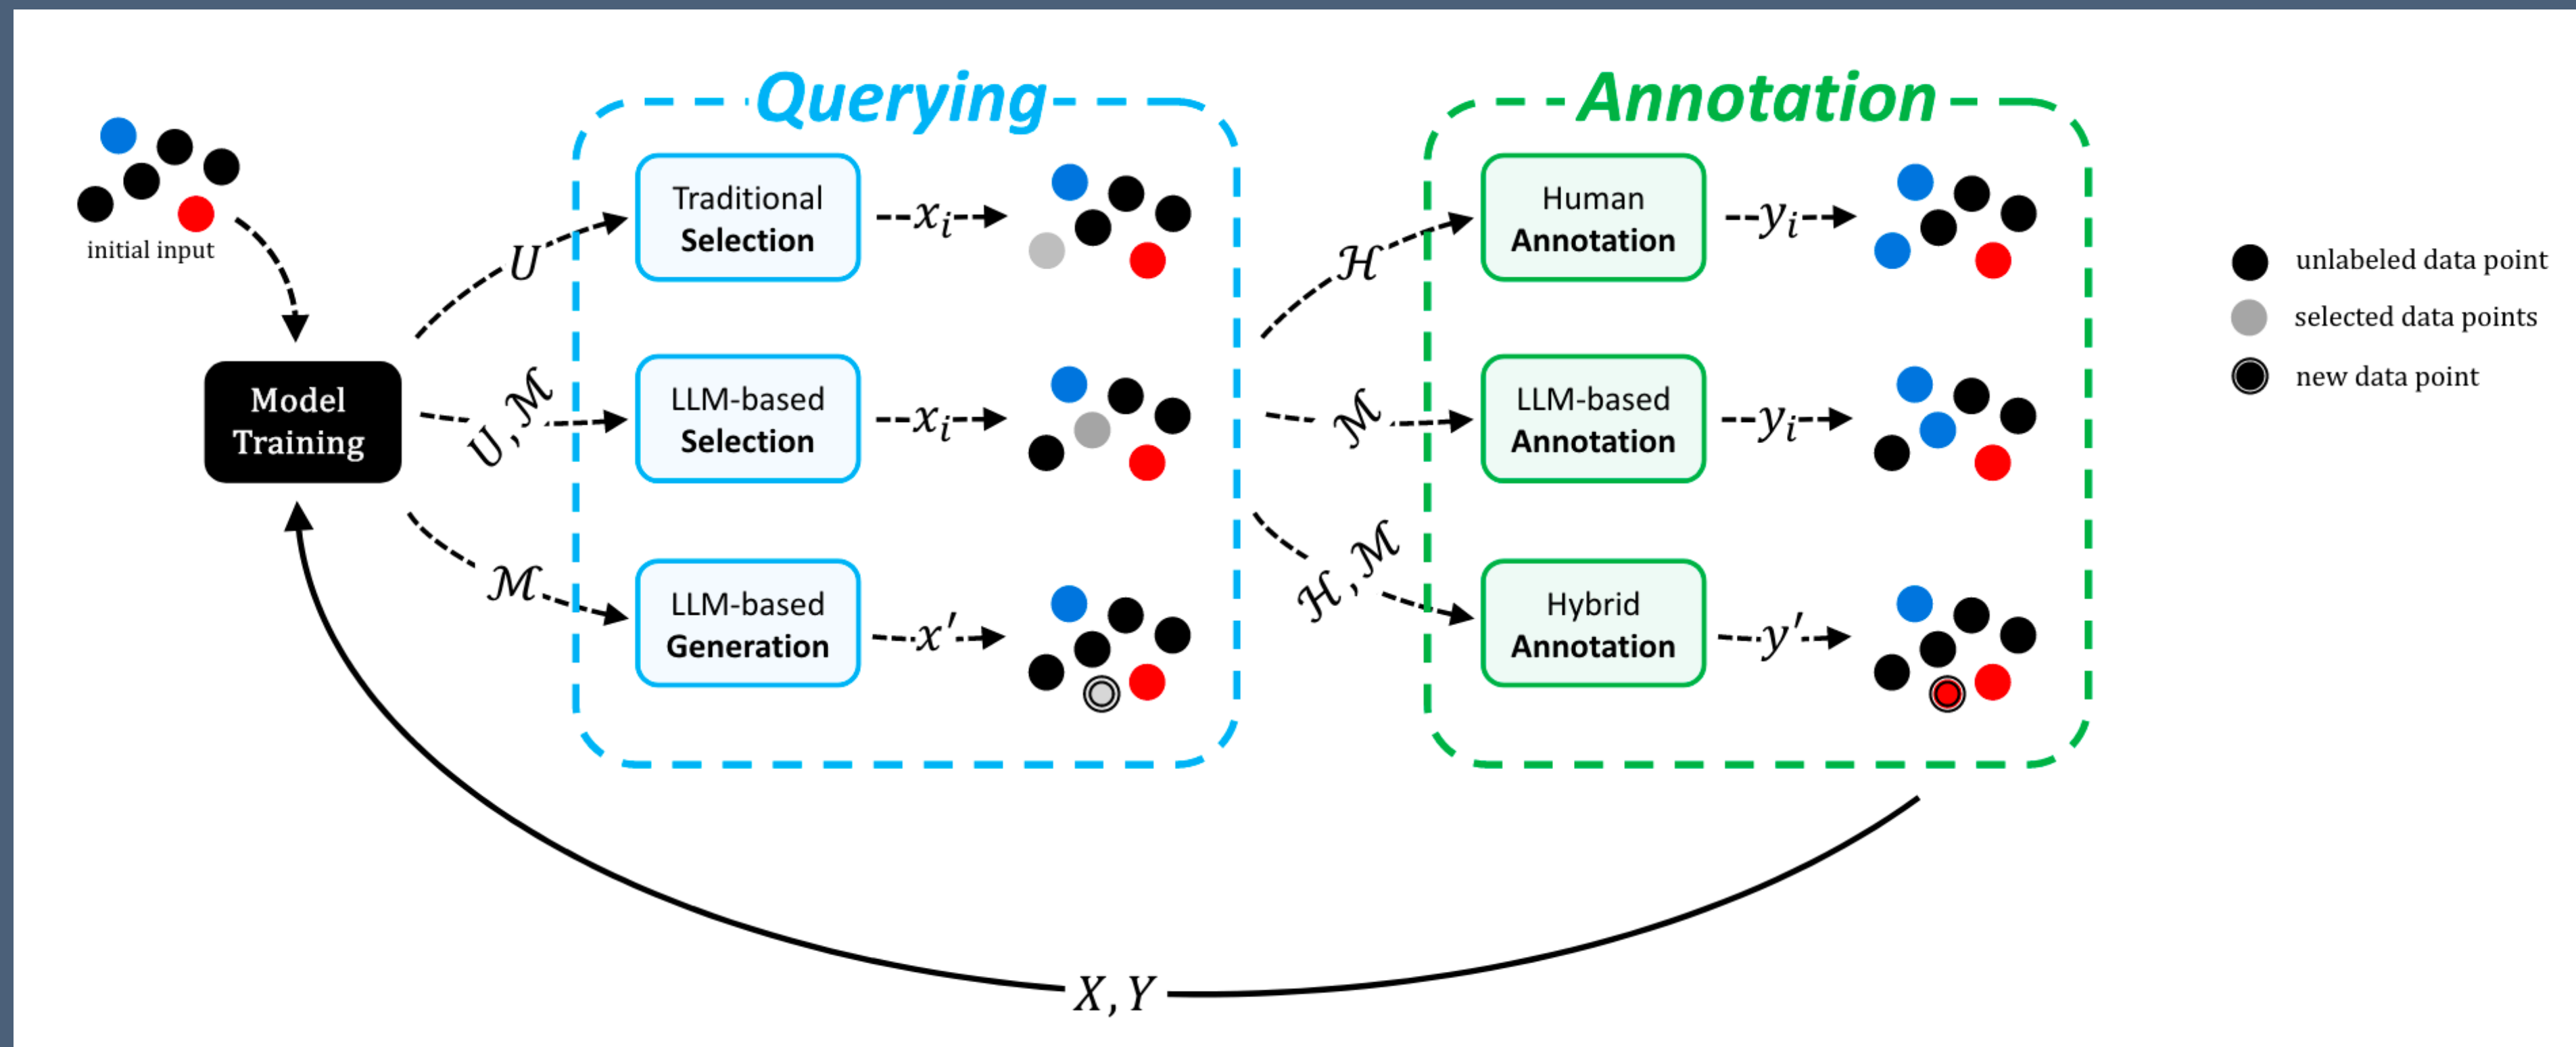 Querying
Annotation
initial input
Model
Training
U
U, ℳ
ℳ
Traditional
Selection
xᵢ
LLM-based
Selection
xᵢ
LLM-based
Generation
x′
ℋ
ℳ
ℋ, ℳ
Human
Annotation
yᵢ
LLM-based
Annotation
yᵢ
Hybrid
Annotation
y′
unlabeled data point
selected data points
new data point
X, Y